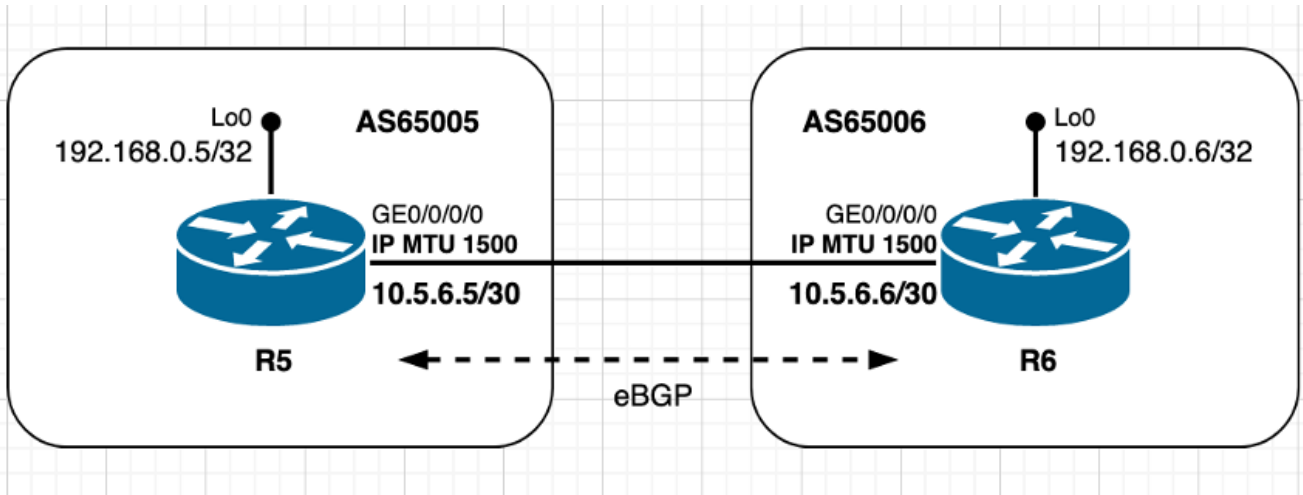 Lo0
192.168.0.5/32
AS65005
GE0/0/0/0
IP MTU 1500
10.5.6.5/30
R5
eBGP
AS65006
Lo0
192.168.0.6/32
GE0/0/0/0
IP MTU 1500
10.5.6.6/30
R6